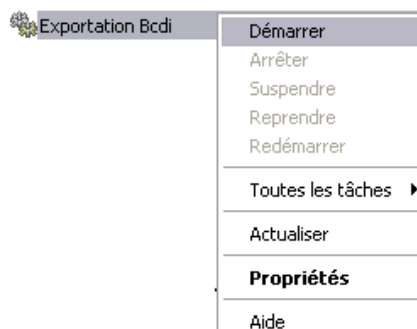 Exportation Bcdi
Démarrer
Arrêter
Suspendre
Reprendre
Redémarrer
Toutes les tâches
Actualiser
Propriétés
Aide